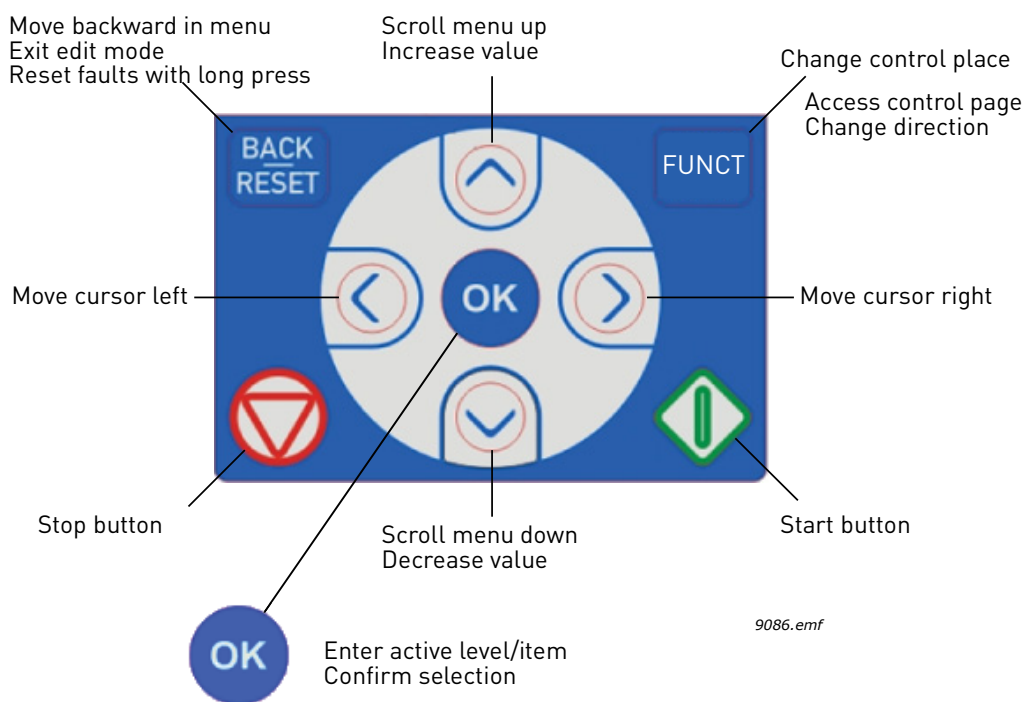 Move backward in menu
Exit edit mode
Reset faults with long press
Scroll menu up
Increase value
Change control place
Access control page
Change direction
BACK
RESET
FUNCT
Move cursor left
OK
Move cursor right
Stop button
Scroll menu down
Decrease value
Start button
9086.emf
OK
Enter active level/item
Confirm selection